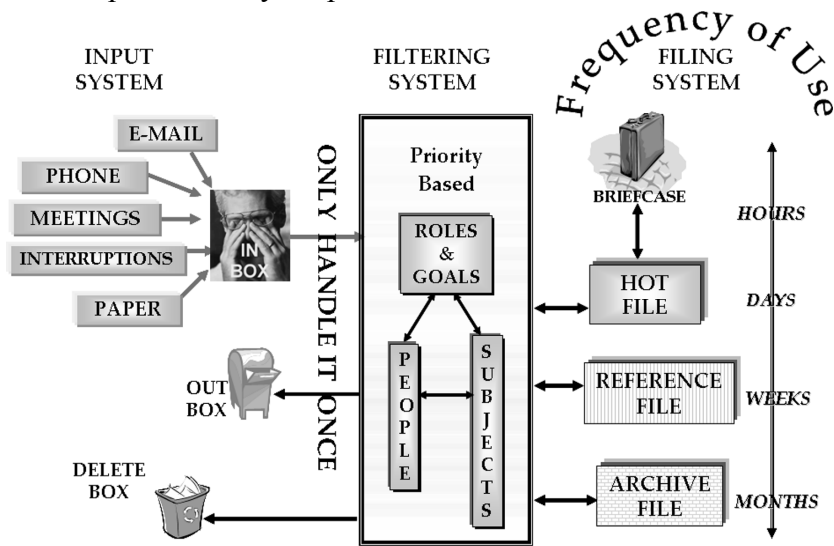 INPUT
SYSTEM
FILTERING
SYSTEM
FILING
SYSTEM
Frequency of Use
E-MAIL
PHONE
MEETINGS
INTERRUPTIONS
PAPER
IN
BOX
ONLY HANDLE IT ONCE
Priority
Based
ROLES
&
GOALS
PEOPLE
SUBJECTS
OUT
BOX
DELETE
BOX
BRIEFCASE
HOT
FILE
REFERENCE
FILE
ARCHIVE
FILE
HOURS
DAYS
WEEKS
MONTHS